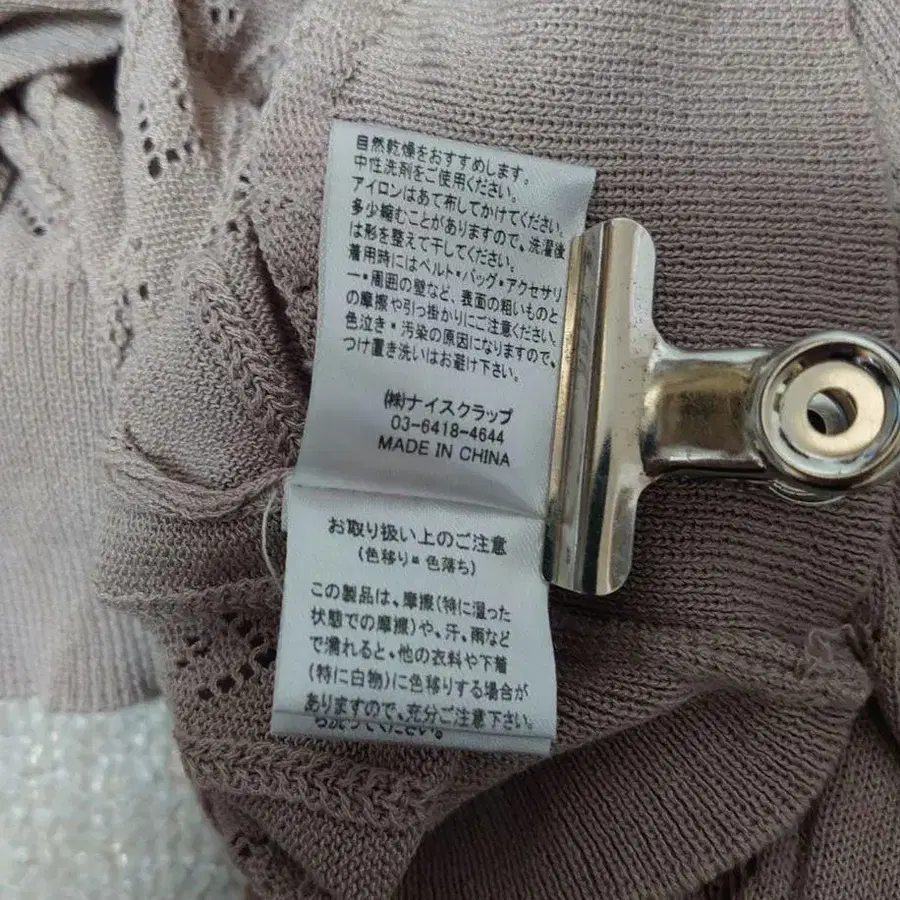 自然乾燥をおすすめします。
中性洗剤をご使用ください。
アイロンはあて布してかけてください。
多少縮むことがありますので、洗濯後
は形を整えて干してください。
着用時にはベルト・バッグ・アクセサリ
ー・周囲の壁など、表面の粗いものと
の摩擦や引っ掛かりにご注意ください。
色泣き・汚染の原因になりますので、
つけ置き洗いはお避け下さい。
㈱ナイスクラップ
03-6418-4644
MADE IN CHINA
お取り扱い上のご注意
(色移り・色落ち)
この製品は、摩擦(特に湿った
状態での摩擦)や、汗、雨など
で濡れると、他の衣料や下着
(特に白物)に色移りする場合が
ありますので、充分ご注意下さい。